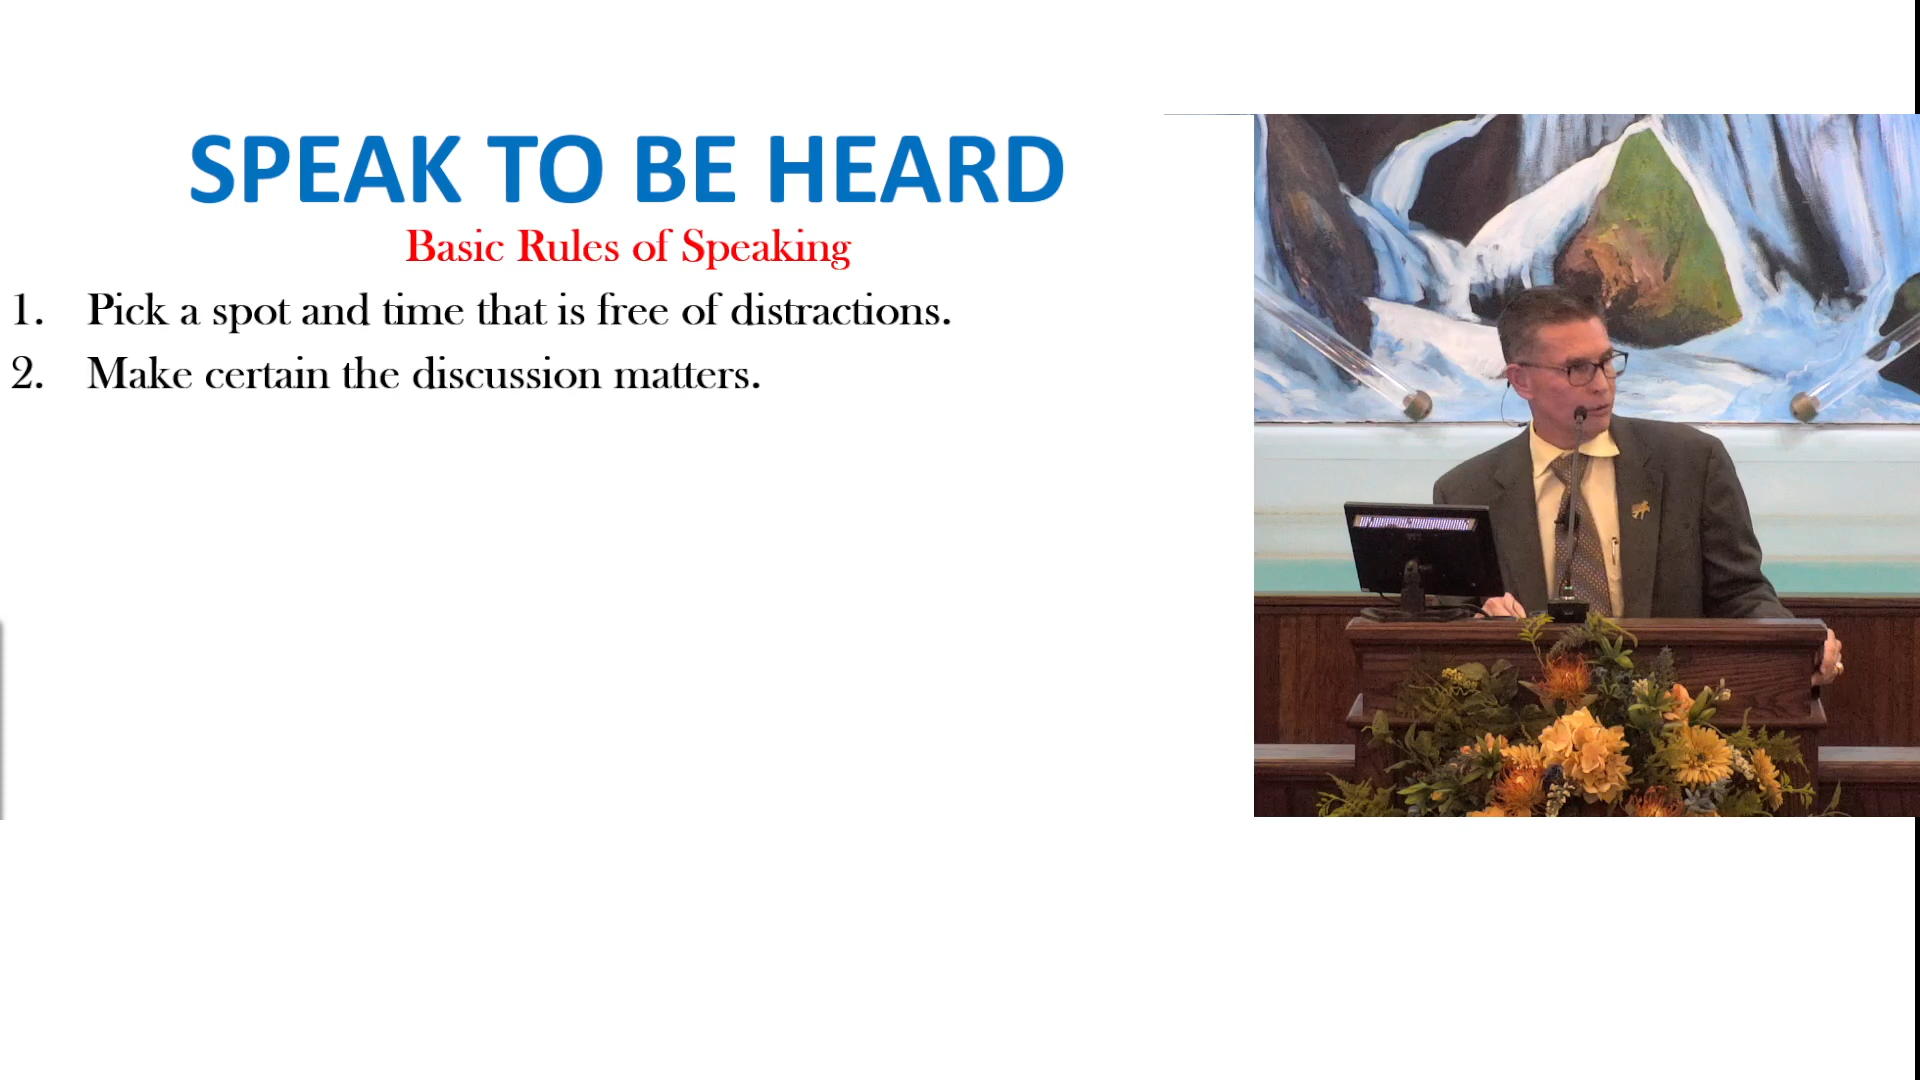 SPEAK TO BE HEARD
Basic Rules of Speaking
1. Pick a spot and time that is free of distractions.
2. Make certain the discussion matters.